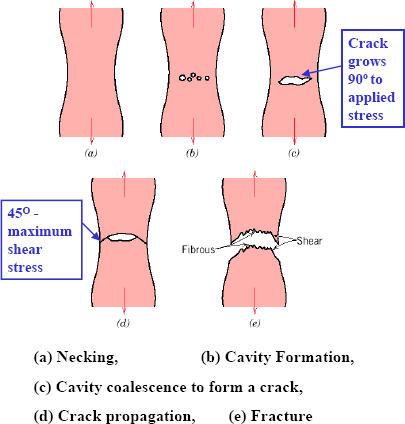 Crack
grows
90º to
applied
stress
(a)
(b)
(c)
45º -
maximum
shear
stress
Fibrous
Shear
(d)
(e)
(a) Necking, (b) Cavity Formation,
(c) Cavity coalescence to form a crack,
(d) Crack propagation, (e) Fracture